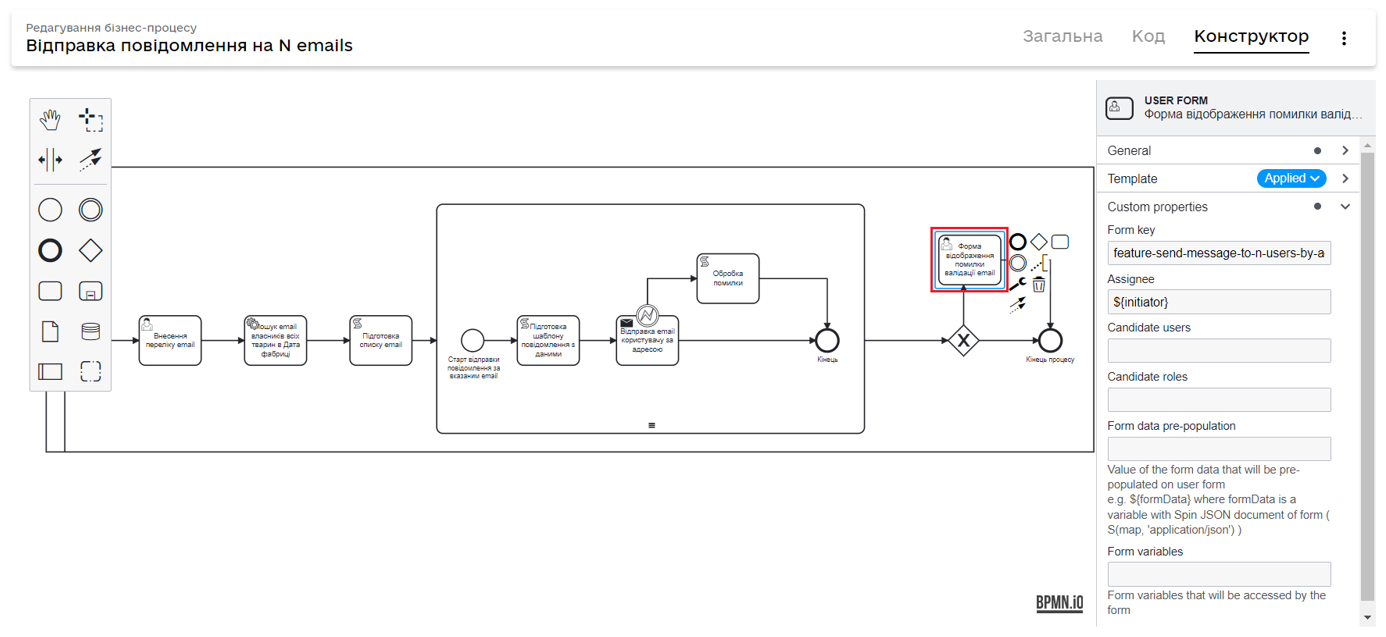 Редагування бізнес-процесу
Відправка повідомлення на N emails
Загальна
Код
Конструктор
USER FORM
Форма відображення помилки валід...
General
Template
Applied
Custom properties
Form key
feature-send-message-to-n-users-by-a
Assignee
${initiator}
Candidate users
Candidate roles
Form data pre-population
Value of the form data that will be pre-
populated on user form
e.g. ${formData} where formData is a
variable with Spin JSON document of form (
S(map, 'application/json') )
Form variables
Form variables that will be accessed by the
form
Внесення
переліку email
Пошук email
власників всіх
тварин в Дата
фабриці
Підготовка
списку email
Старт відправки
повідомлення за
вказаним email
Підготовка
шаблону
повідомлення з
даними
Відправка email
користувачу за
адресою
Обробка
помилки
Кінець
Форма
відображення
помилки
валідації email
Кінець процесу
BPMN.iO